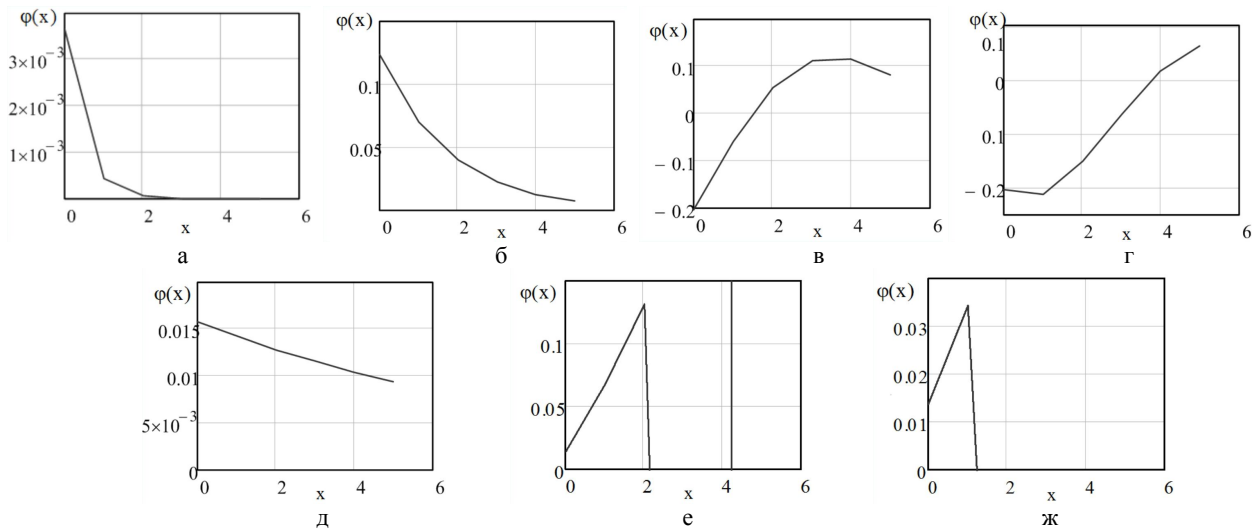 φ(x) φ(x) φ(x) φ(x)
3×10⁻³ 0.1 0.1 0.1
2×10⁻³ 0.05 0 0
1×10⁻³ − 0.1 0.1
− 0.2 − 0.2
0 2 4 6 0 2 4 6 0 2 4 6 0 2 4 6
x x x x
а б в г
φ(x) φ(x) φ(x)
0.015 0.1 0.03
0.01 0.05 0.02
5×10⁻³ 0.01
0 0 0
0 2 4 6 0 2 4 6 0 2 4 6
x x x
д е ж